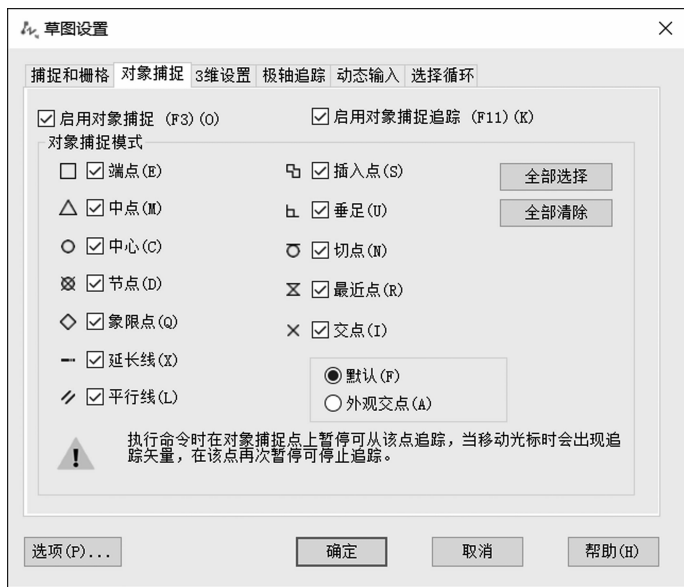 草图设置
捕捉和栅格 对象捕捉 3维设置 极轴追踪 动态输入 选择循环
启用对象捕捉 (F3)(O) 启用对象捕捉追踪 (F11)(K)
对象捕捉模式
端点(E) 插入点(S) 全部选择
中点(M) 垂足(U) 全部清除
中心(C) 切点(N)
节点(D) 最近点(R)
象限点(Q) 交点(I)
延长线(X) 默认(F)
平行线(L) 外观交点(A)
执行命令时在对象捕捉点上暂停可从该点追踪，当移动光标时会出现追
踪矢量，在该点再次暂停可停止追踪。
选项(P)... 确定 取消 帮助(H)